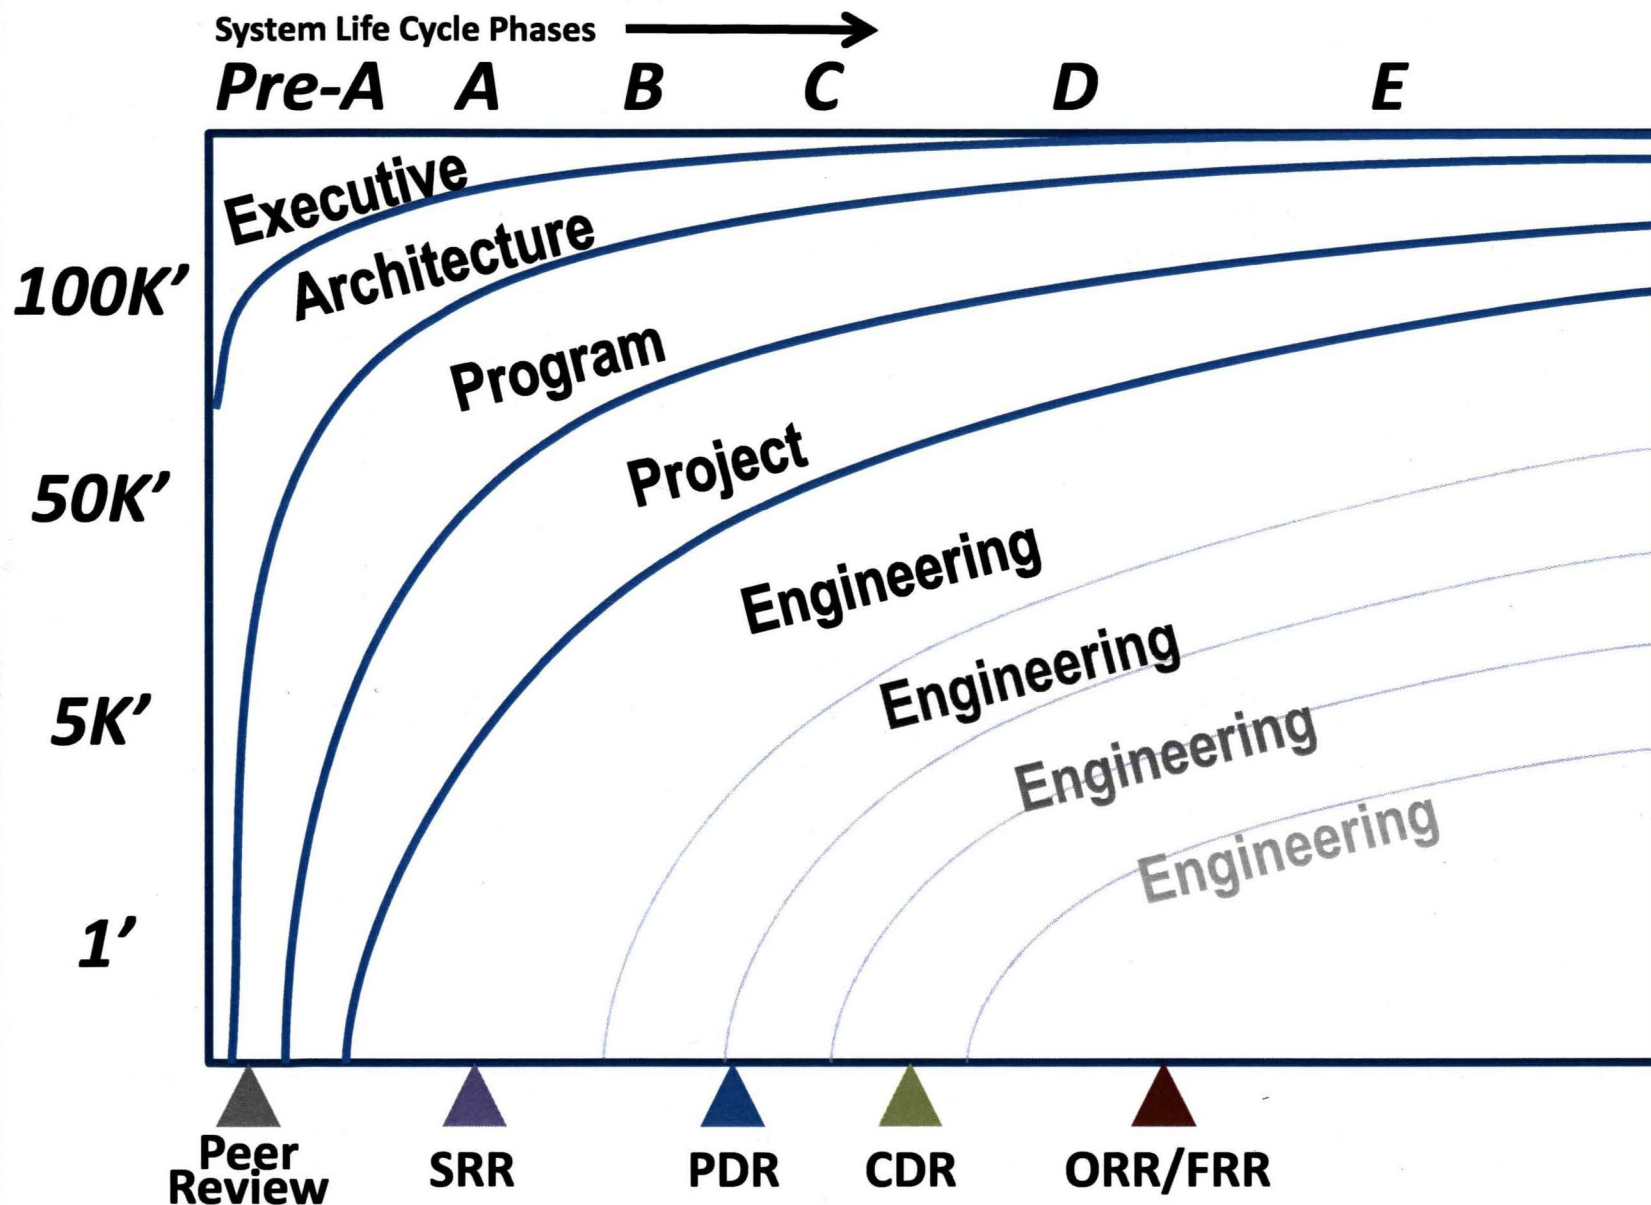 System Life Cycle Phases
Pre-A A B C D E
Executive
Architecture
Program
Project
Engineering
Engineering
Engineering
Engineering
100K’
50K’
5K’
1’
Peer
Review
SRR
PDR
CDR
ORR/FRR